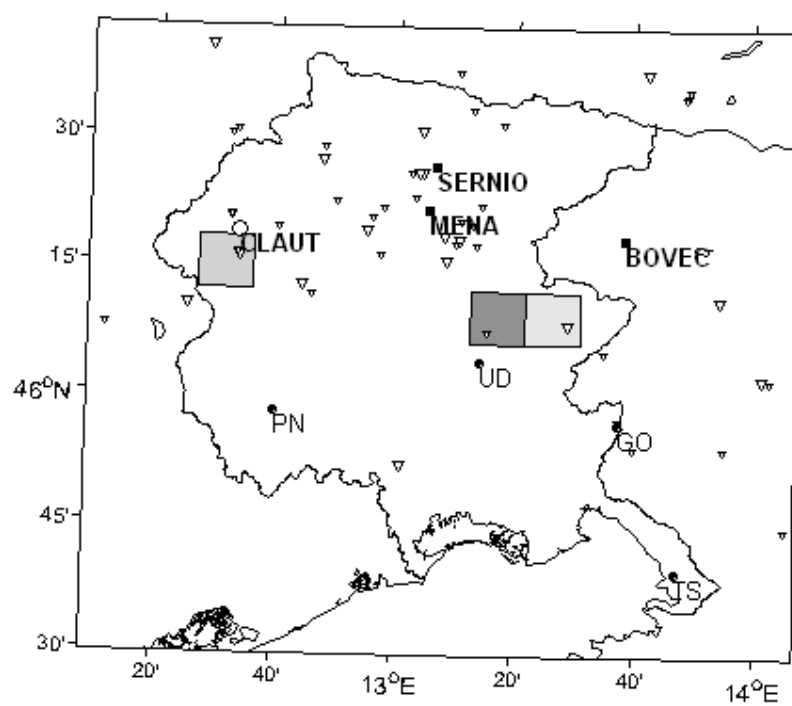 30'
SERNIO
MENA
CLAUT
15'
BOVEC
UD
46°N
PN
GO
45'
TS
30'
20'
40'
13°E
20'
40'
14°E